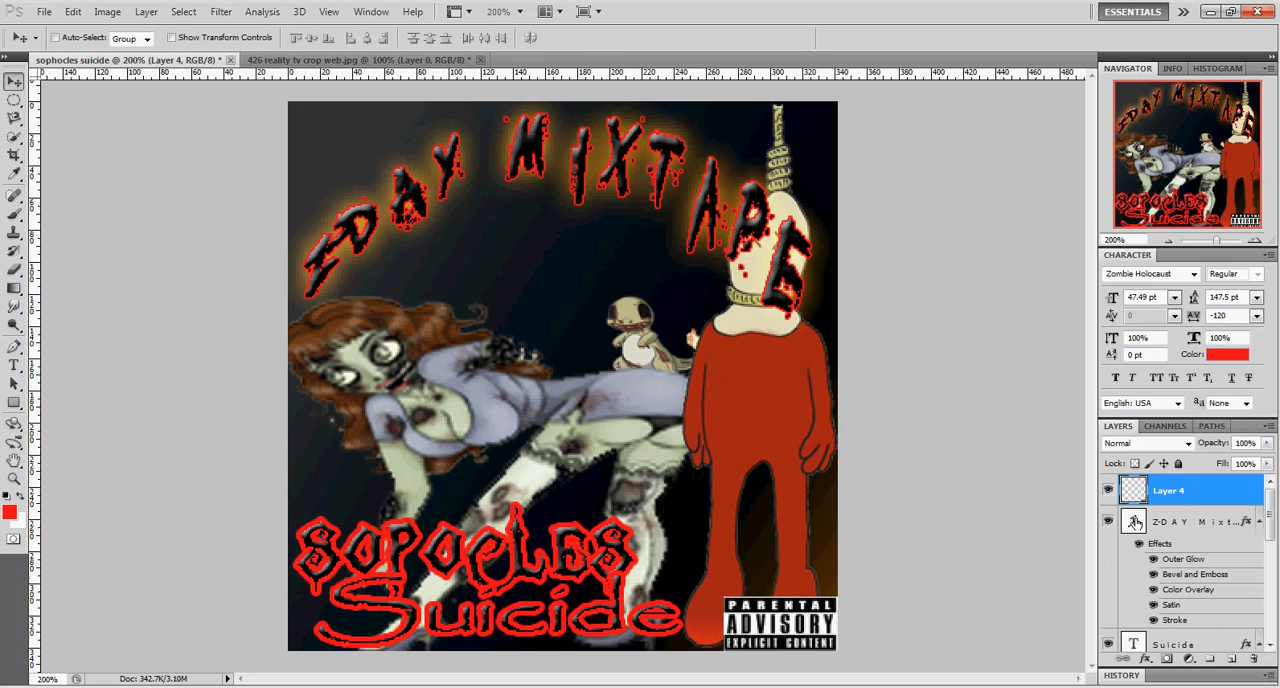 Ps File Edit Image Layer Select Filter Analysis 3D View Window Help 200% ESSENTIALS
Auto-Select: Group Show Transform Controls
sophocles suicide @ 200% (Layer 4, RGB/8) * 426 reality tv crop web.jpg @ 100% (Layer 0, RGB/8) *
NAVIGATOR INFO HISTOGRAM
200%
CHARACTER
Zombie Holocaust Regular
47.49 pt 147.5 pt
0 -120
100% 100%
0 pt Color:
English: USA None
LAYERS CHANNELS PATHS
Normal Opacity: 100%
Lock: Fill: 100%
Layer 4
Z-DAY Mixt...
Effects
Outer Glow
Bevel and Emboss
Color Overlay
Satin
Stroke
Suicide
HISTORY
ZDAY MIXTAPE
SOPOCLES
Suicide
PARENTAL
ADVISORY
EXPLICIT CONTENT
200% Doc: 342.7K/3.10M